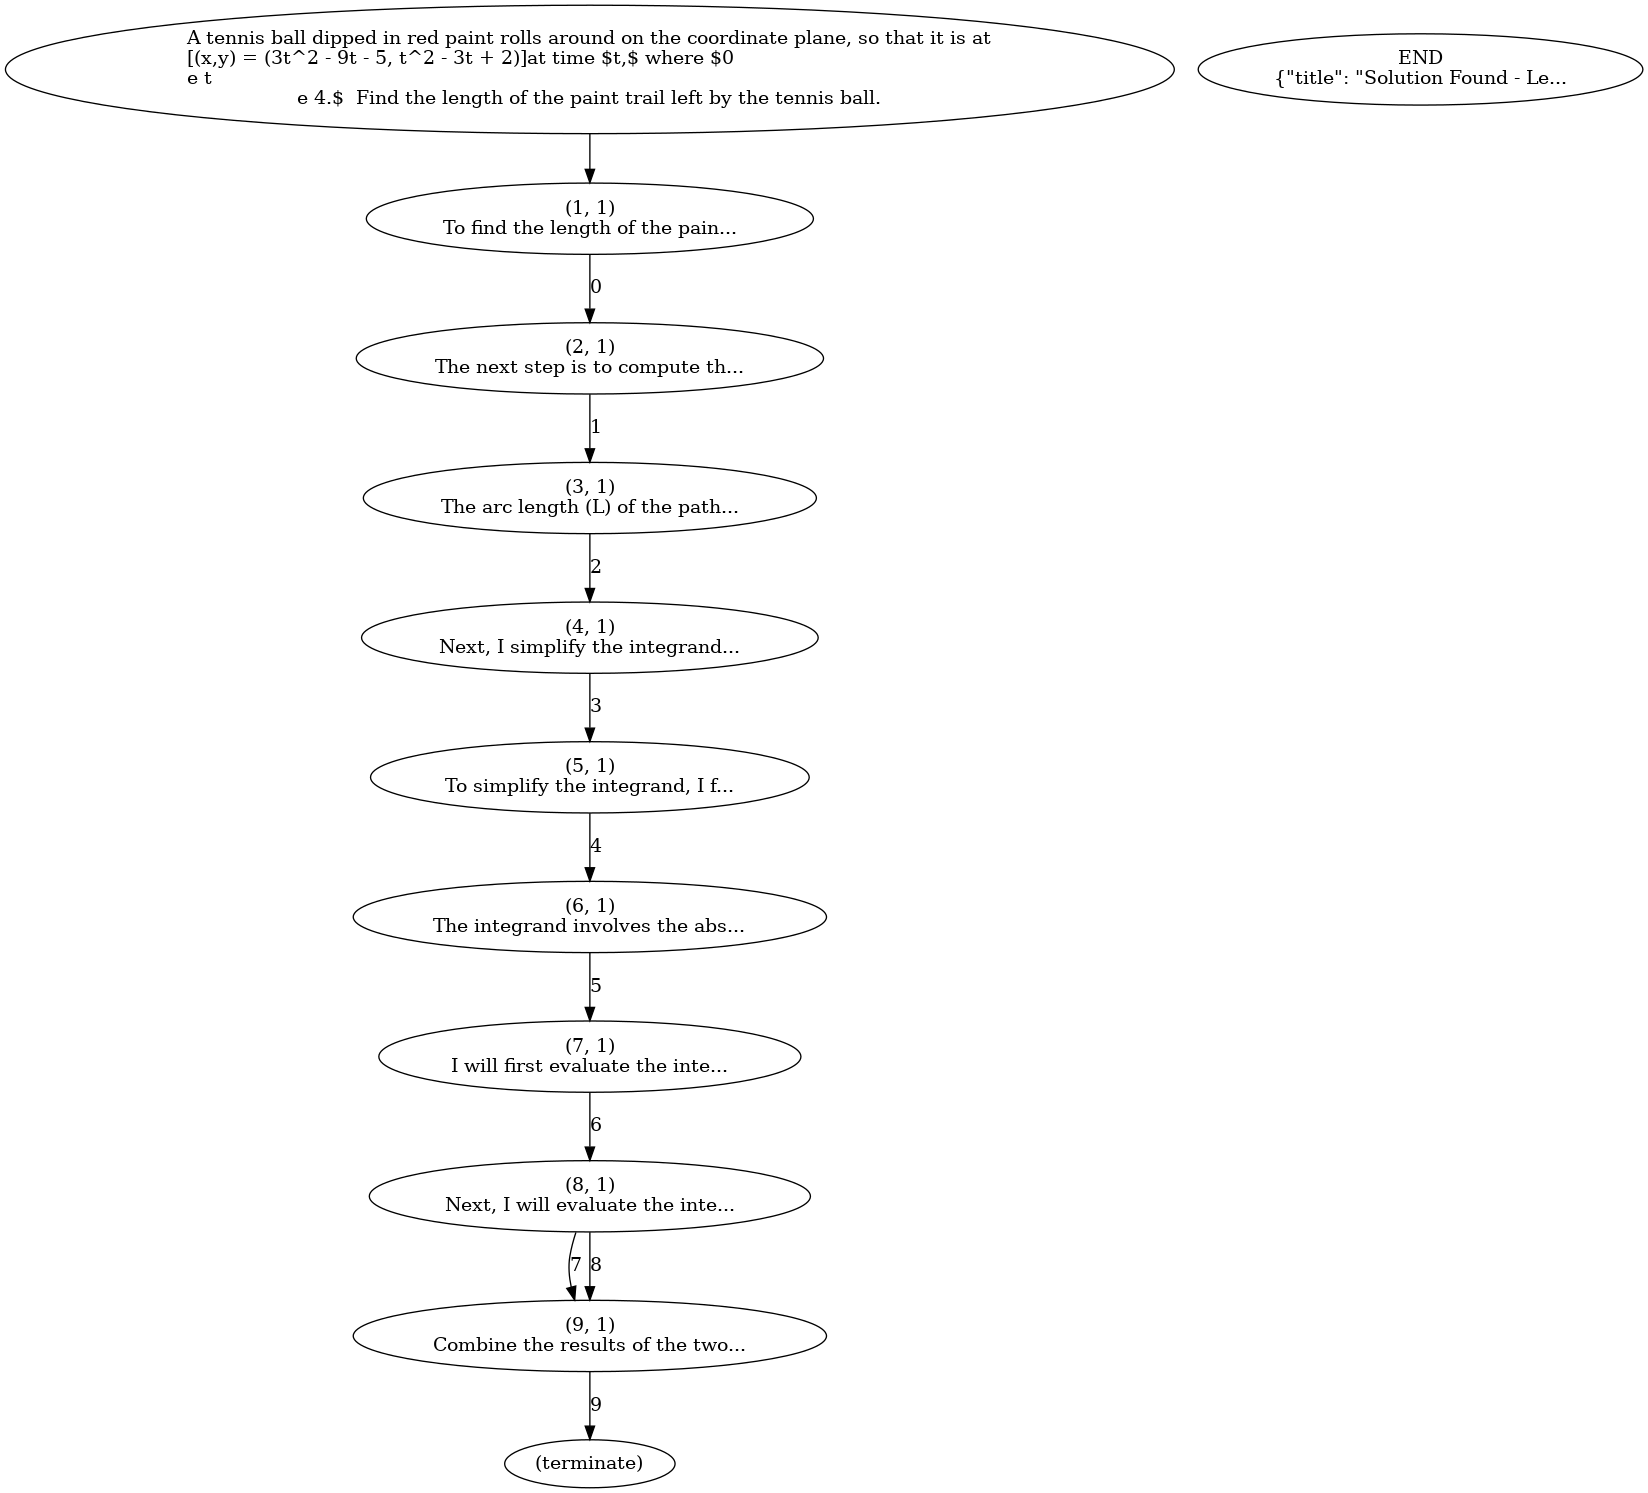 A tennis ball dipped in red paint rolls around on the coordinate plane, so that it is at
[(x,y) = (3t^2 - 9t - 5, t^2 - 3t + 2)]at time $t,$ where $0
e t
e 4.$  Find the length of the paint trail left by the tennis ball.
END
{"title": "Solution Found - Le...
(1, 1)
To find the length of the pain...
0
(2, 1)
The next step is to compute th...
1
(3, 1)
The arc length (L) of the path...
2
(4, 1)
Next, I simplify the integrand...
3
(5, 1)
To simplify the integrand, I f...
4
(6, 1)
The integrand involves the abs...
5
(7, 1)
I will first evaluate the inte...
6
(8, 1)
Next, I will evaluate the inte...
7 8
(9, 1)
Combine the results of the two...
9
(terminate)